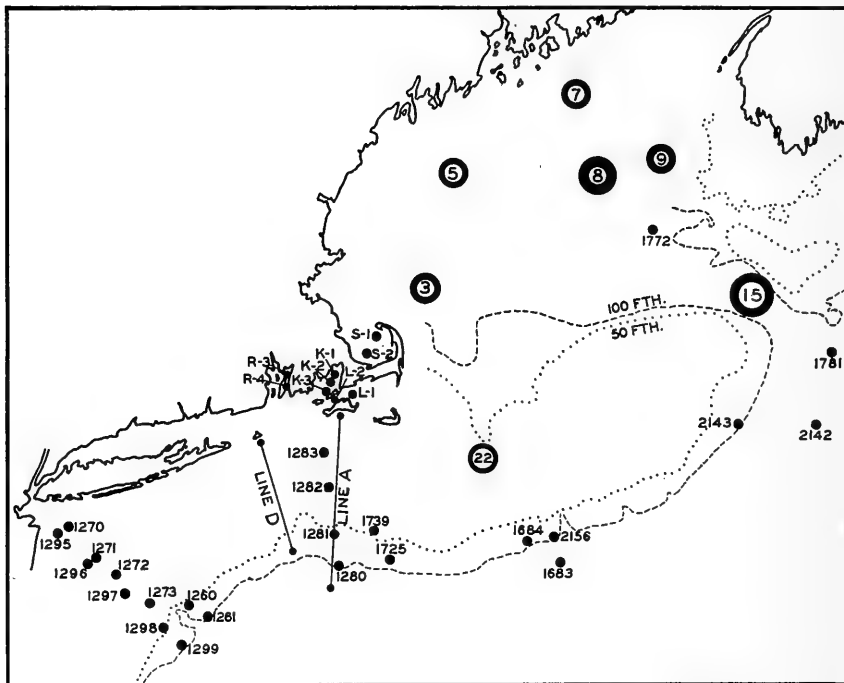 7
5
8
9
1772
3
15
100 FTH.
50 FTH.
S-1
S-2
1781
K-1
R-3
K-2
L-2
R-4
K-3
L-1
2143
2142
1283
22
LINE D
LINE A
1282
1270
1295
1281
1739
1684
2156
1271
1296
1272
1280
1725
1683
1297
1273
1260
1261
1298
1299